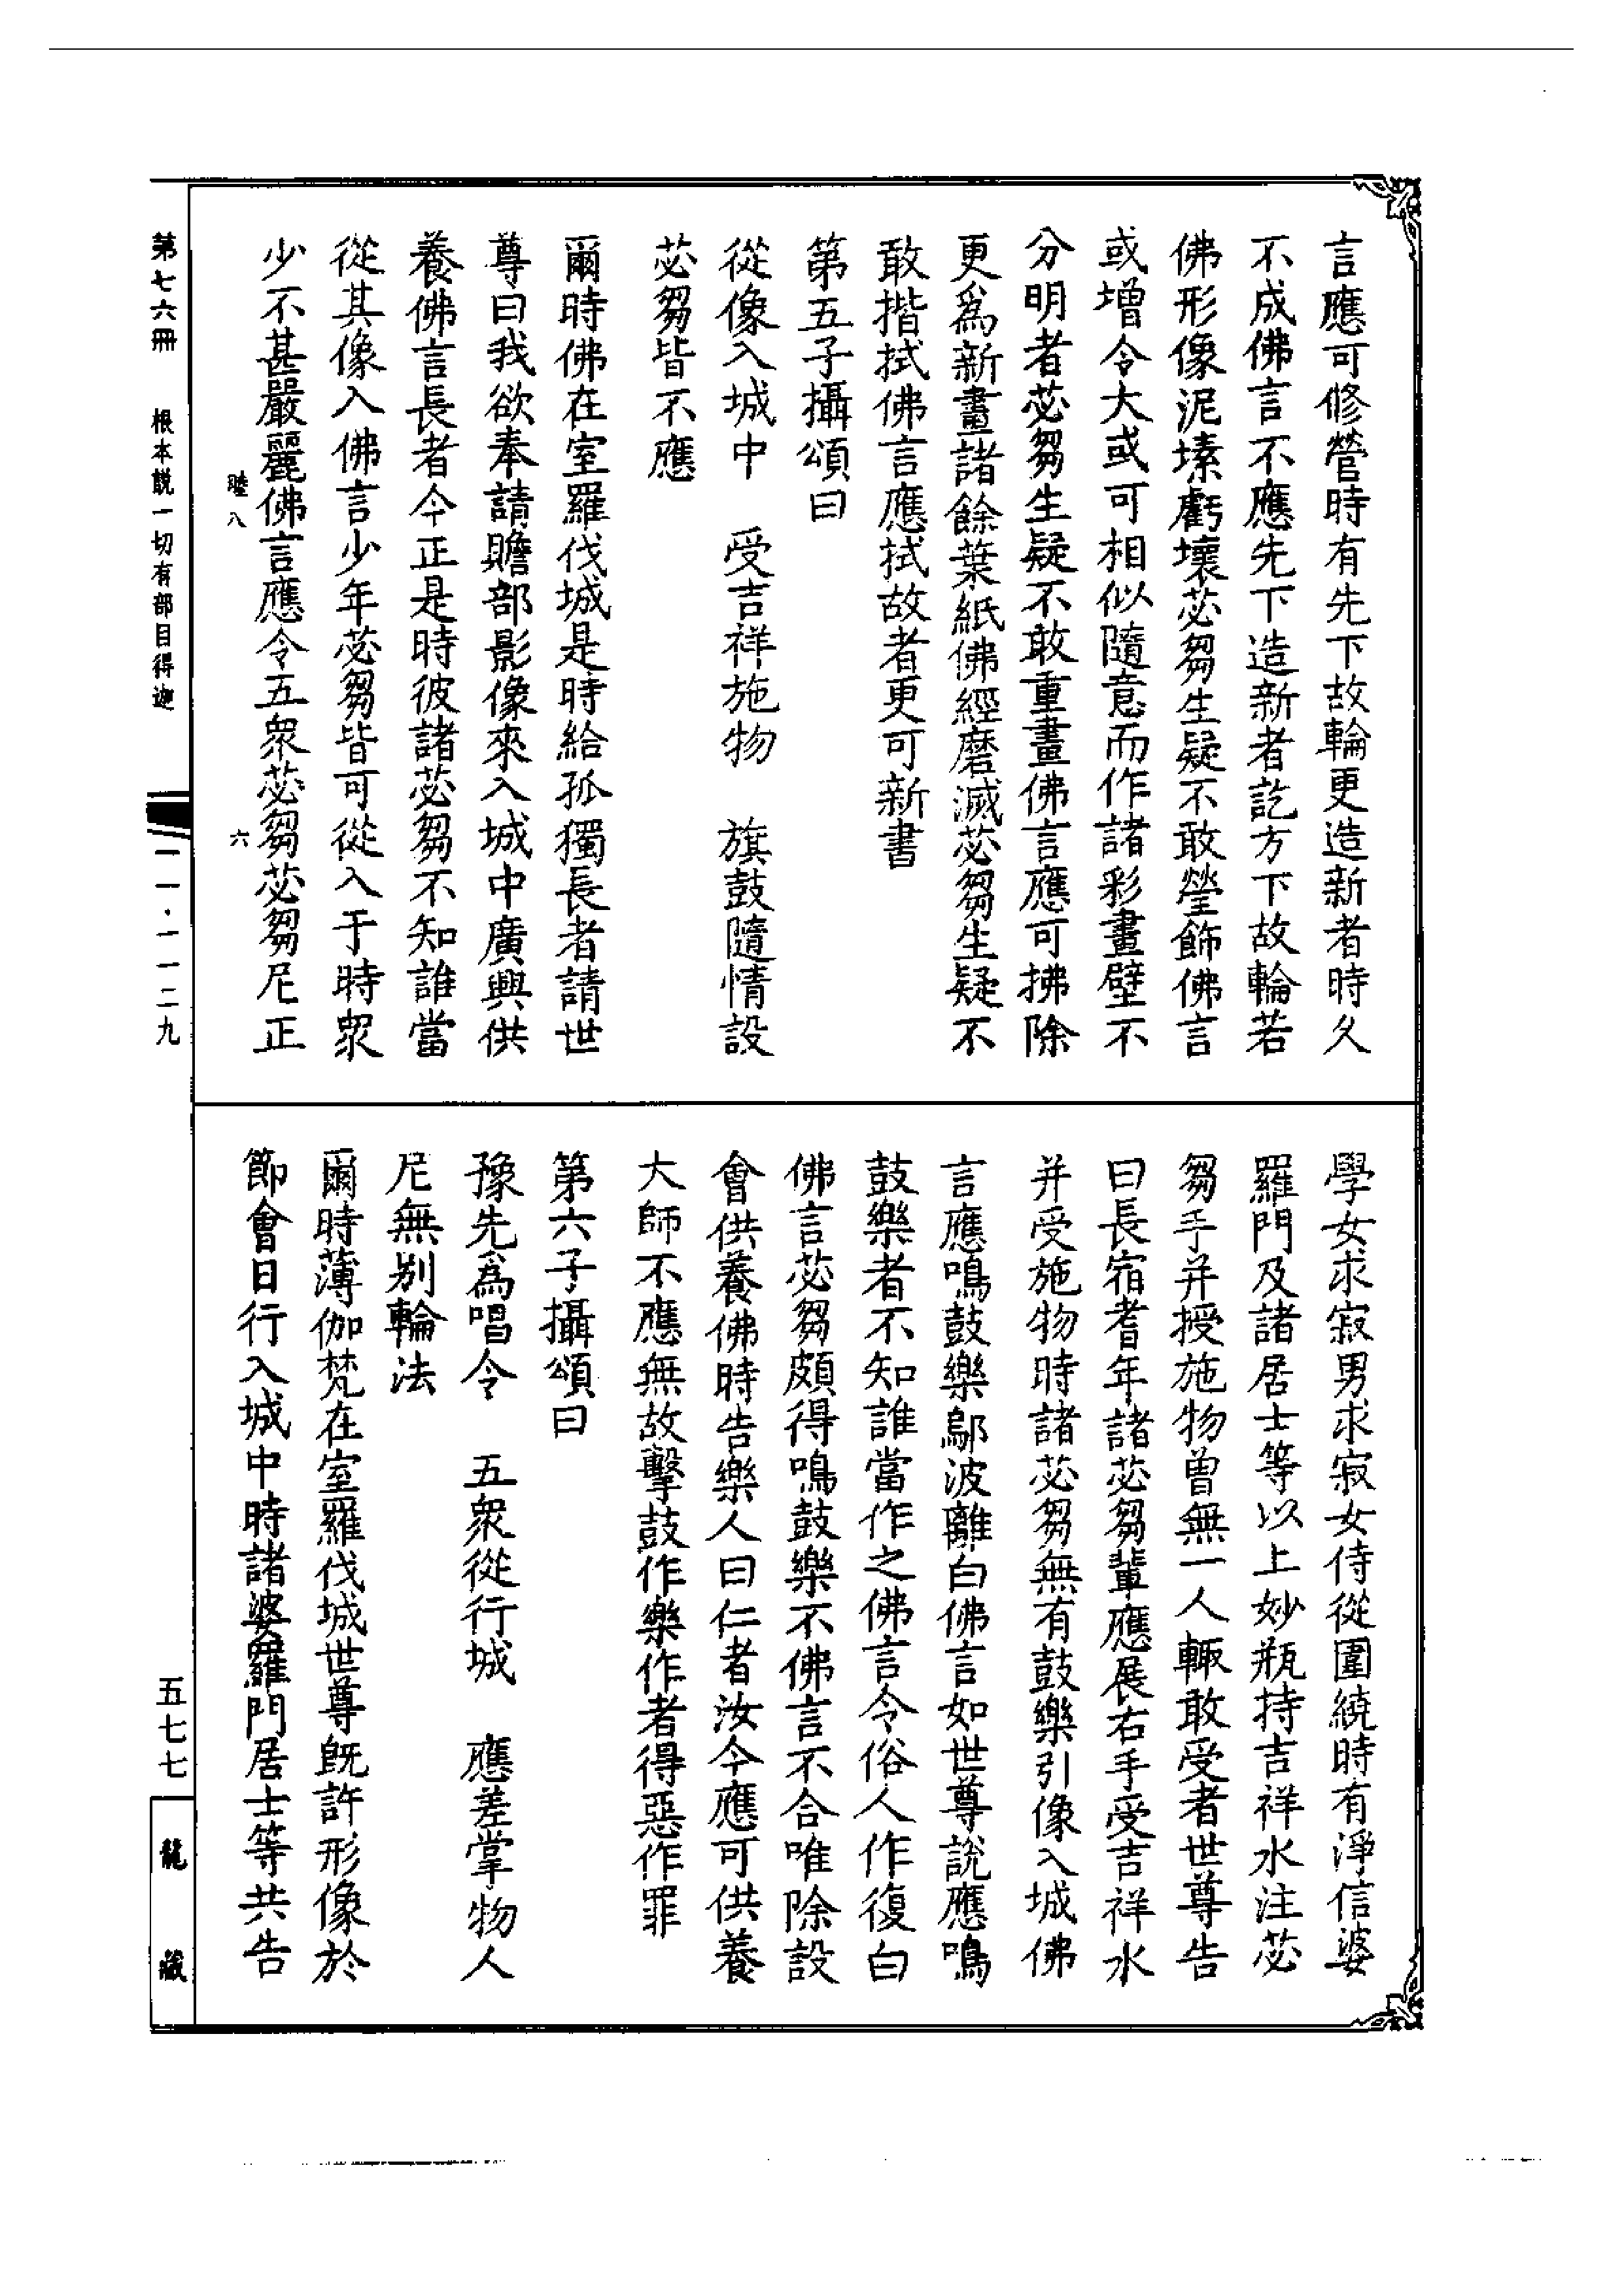 言應可修營時有先下故輪更造新者時久
不成佛言不應先下造新者訖方下故輪若
佛形像泥塐虧壞苾芻生疑不敢瑩飾佛言
或增令大或可相似隨意而作諸彩畫壁不
分明者苾芻生疑不敢重畫佛言應可拂除
更爲新畫諸餘葉紙佛經磨滅苾芻生疑不
敢揩拭佛言應拭故者更可新書
第五子攝頌曰
從像入城中　受吉祥施物　旗鼓隨情設
苾芻皆不應
爾時佛在室羅伐城是時給孤獨長者請世
尊曰我欲奉請贍部影像來入城中廣興供
養佛言長者今正是時彼諸苾芻不知誰當
從其像入佛言少年苾芻皆可從入于時衆
少不甚嚴麗佛言應令五衆苾芻苾芻尼正
學女求寂男求寂女侍從圍繞時有淨信婆
羅門及諸居士等以上妙瓶持吉祥水注苾
芻手并授施物曾無一人輙敢受者世尊告
曰長宿耆年諸苾芻輩應展右手受吉祥水
并受施物時諸苾芻無有鼓樂引像入城佛
言應鳴鼓樂鄔波離白佛言如世尊說應鳴
鼓樂者不知誰當作之佛言令俗人作復白
佛言苾芻頗得鳴鼓樂不佛言不合唯除設
會供養佛時告樂人曰仁者汝今應可供養
大師不應無故擊鼓作樂作者得惡作罪
第六子攝頌曰
豫先爲唱令　五衆從行城　應差掌物人
尼無别輪法
爾時薄伽梵在室羅伐城世尊旣許形像於
節會日行入城中時諸婆羅門居士等共告
睦八　六
第七六冊　根本說一切有部目得迦　一一·一一二九
五七七
龍藏